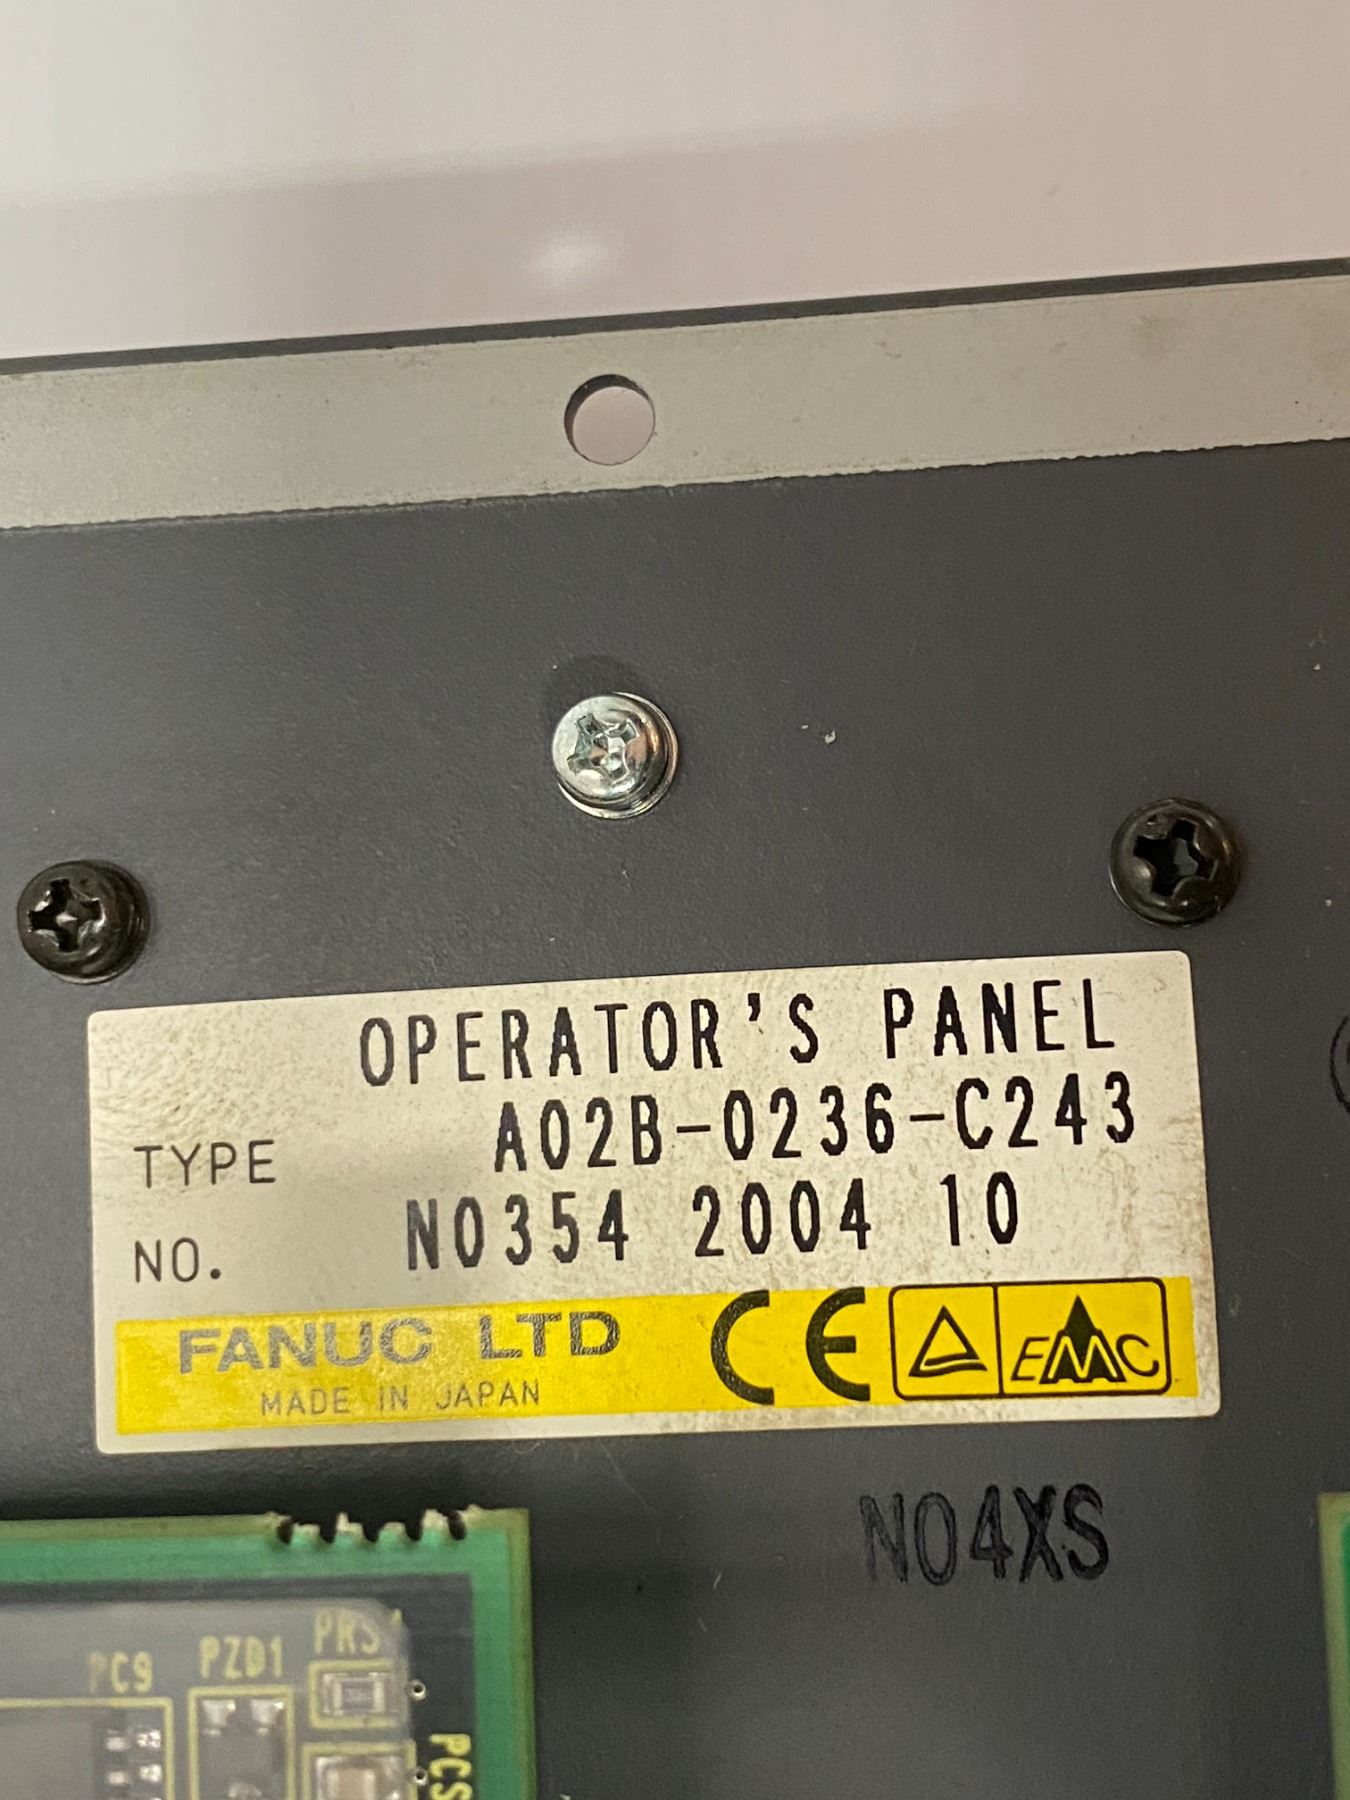 OPERATOR'S PANEL
TYPE A02B-0236-C243
NO. N0354 2004 10
FANUC LTD CE EMC
MADE IN JAPAN
N04XS
PC9 PZD1